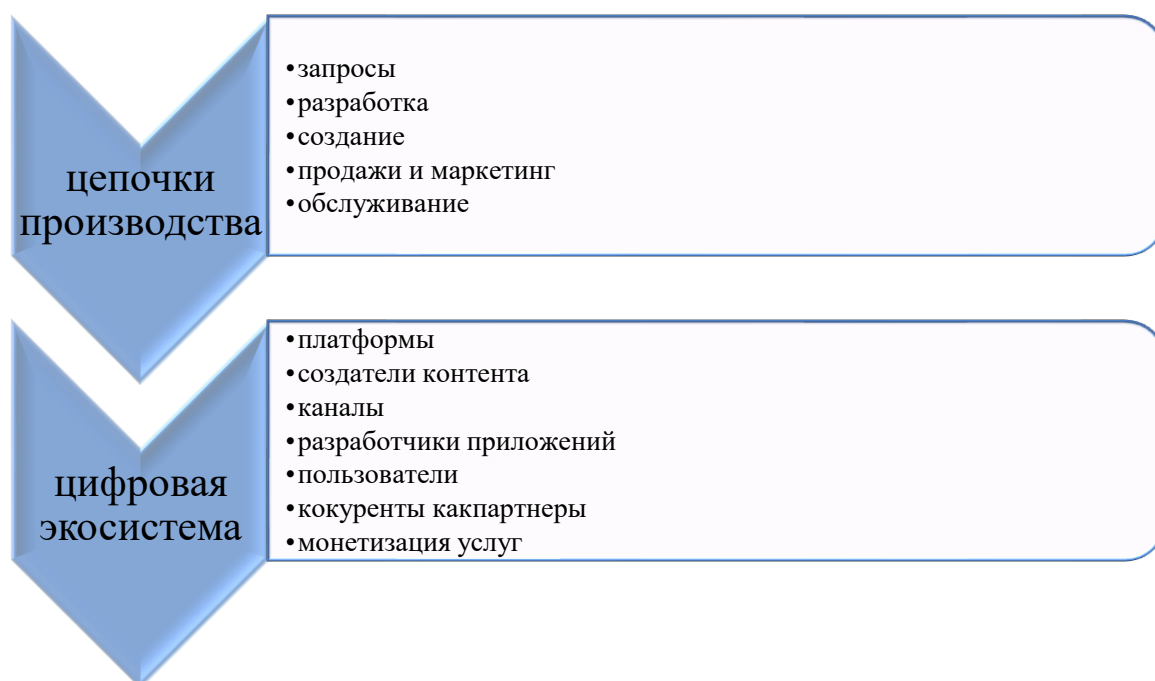 цепочки
производства
•запросы
•разработка
•создание
•продажи и маркетинг
•обслуживание
цифровая
экосистема
•платформы
•создатели контента
•каналы
•разработчики приложений
•пользователи
•кокуренты какпартнеры
•монетизация услуг